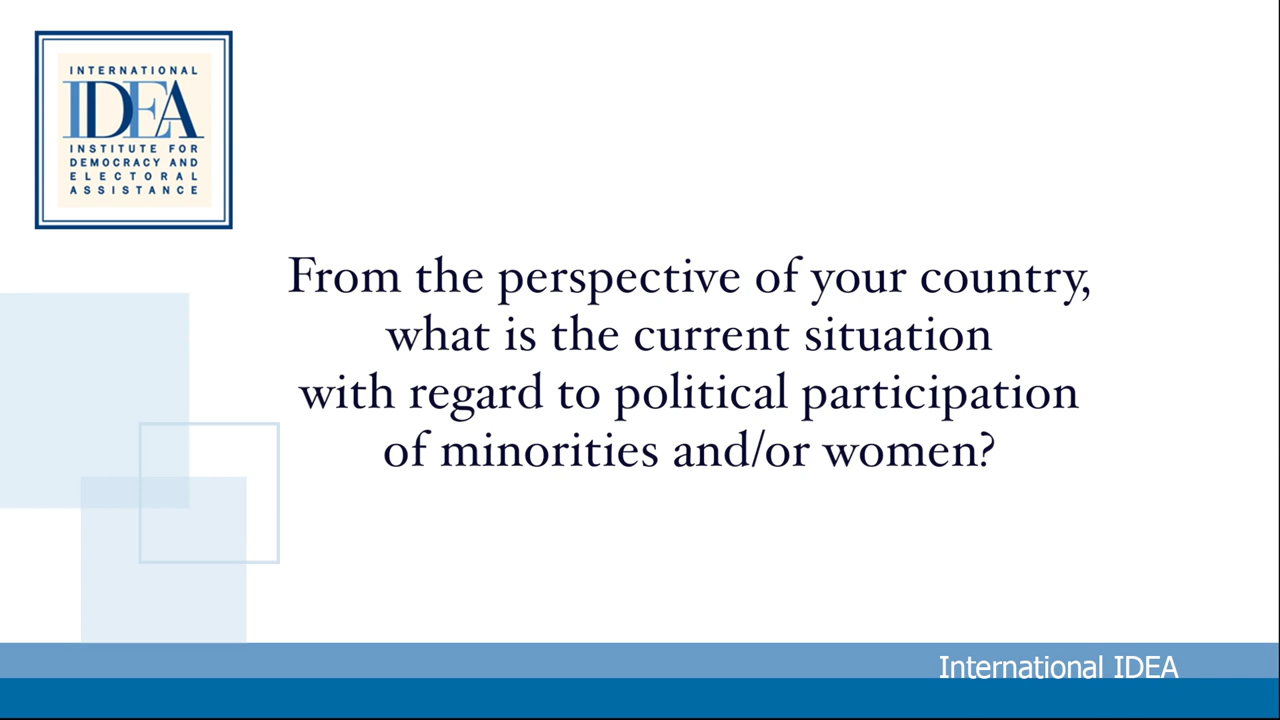 INTERNATIONAL
IDEA
INSTITUTE FOR
DEMOCRACY AND
ELECTORAL
ASSISTANCE
From the perspective of your country,
what is the current situation
with regard to political participation
of minorities and/or women?
International IDEA